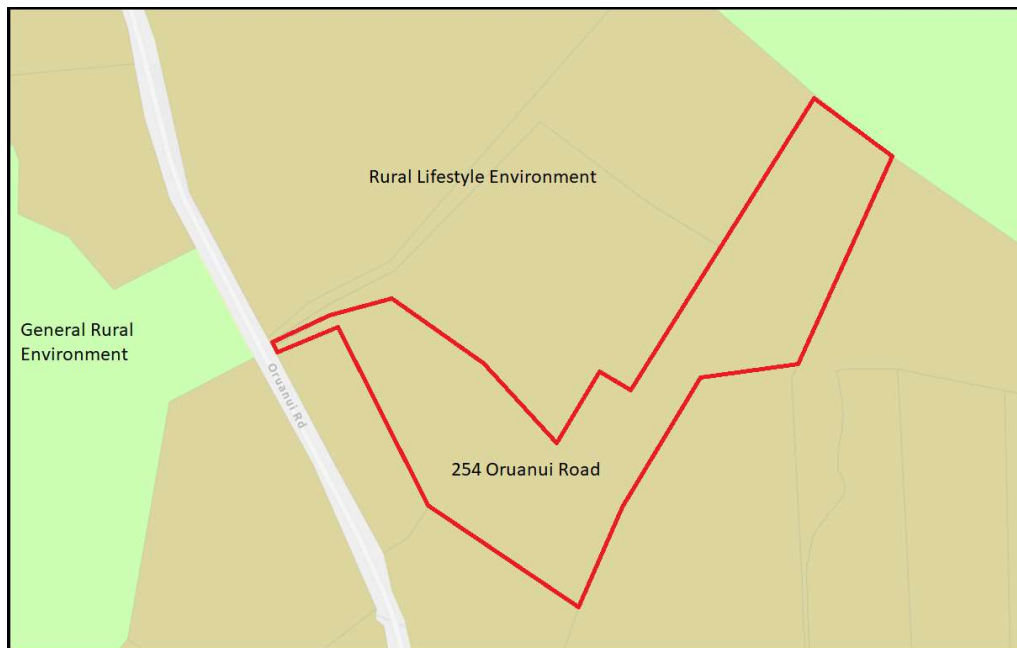 Rural Lifestyle Environment
General Rural
Environment
Oruanui Rd
254 Oruanui Road